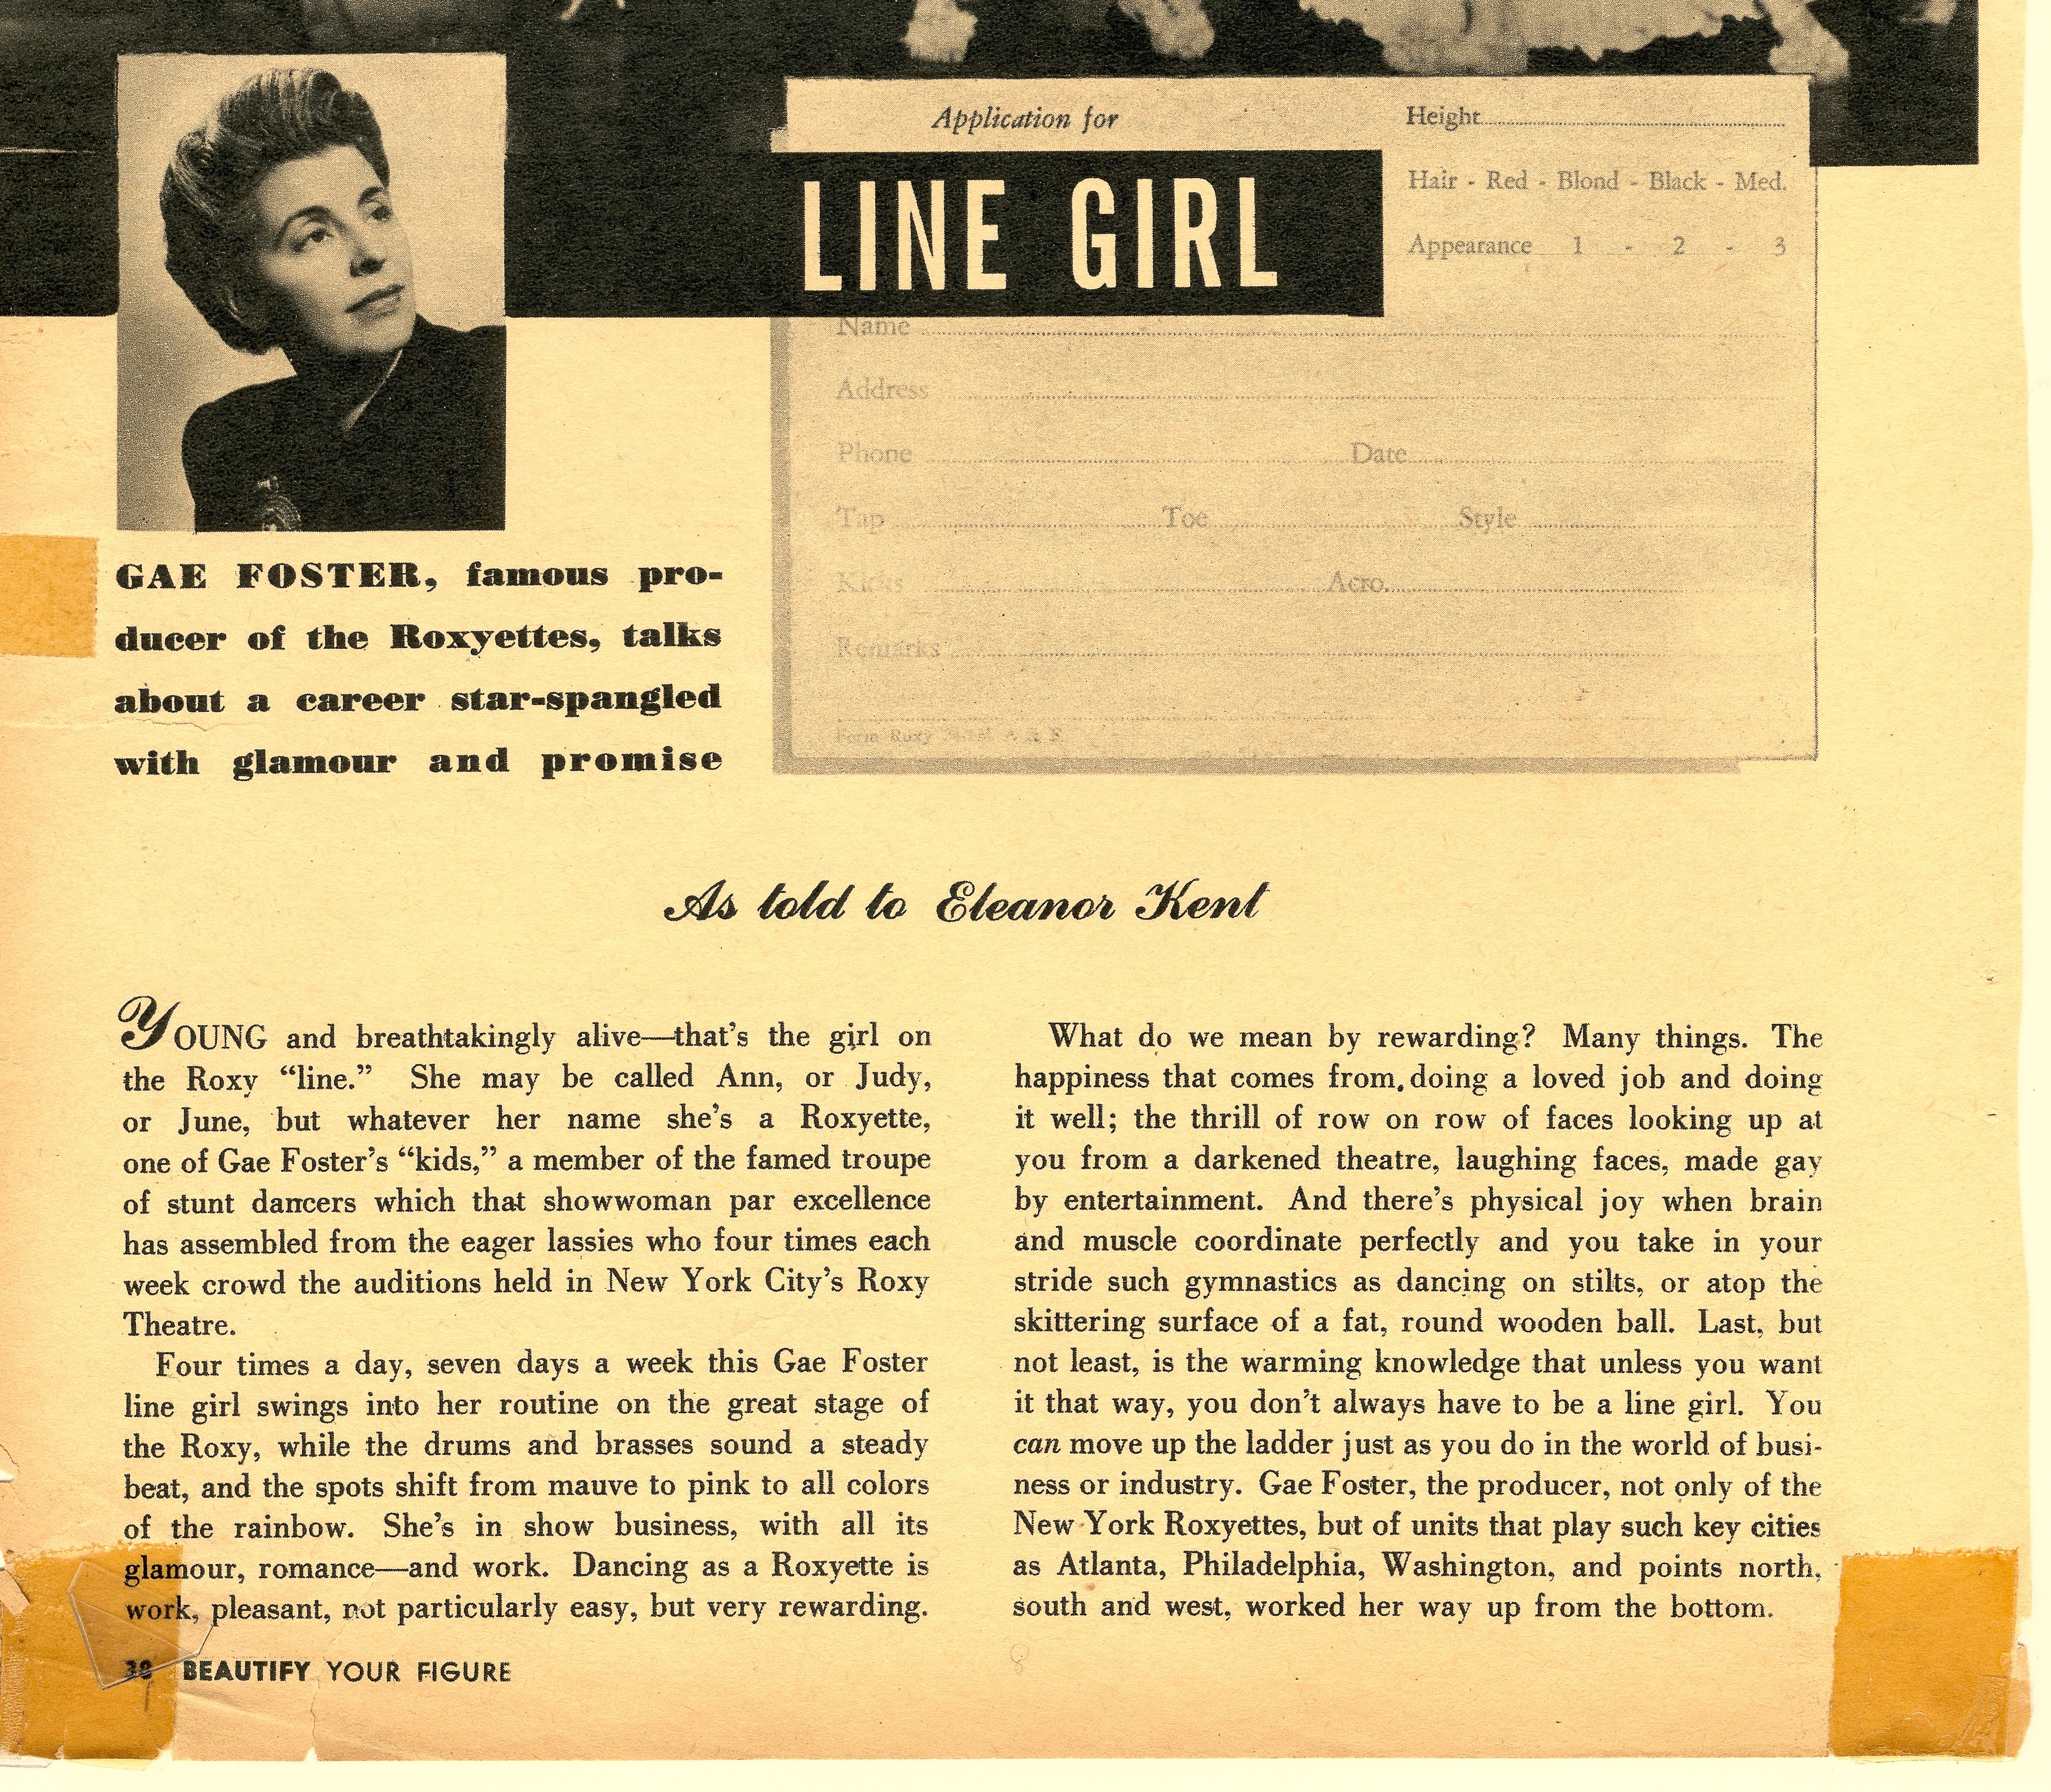 Application for
LINE GIRL
Height
Hair - Red - Blond - Black - Med.
Appearance 1 - 2 - 3
Name
Address
Phone Date
Tap Toe Style
Kicks Acro.
Remarks
Form Roxy
GAE FOSTER, famous pro-
ducer of the Roxyettes, talks
about a career star-spangled
with glamour and promise
As told to Eleanor Kent
YOUNG and breathtakingly alive—that's the girl on
the Roxy “line.” She may be called Ann, or Judy,
or June, but whatever her name she's a Roxyette,
one of Gae Foster's “kids,” a member of the famed troupe
of stunt dancers which that showwoman par excellence
has assembled from the eager lassies who four times each
week crowd the auditions held in New York City's Roxy
Theatre.
Four times a day, seven days a week this Gae Foster
line girl swings into her routine on the great stage of
the Roxy, while the drums and brasses sound a steady
beat, and the spots shift from mauve to pink to all colors
of the rainbow. She's in show business, with all its
glamour, romance—and work. Dancing as a Roxyette is
work, pleasant, not particularly easy, but very rewarding.
What do we mean by rewarding? Many things. The
happiness that comes from doing a loved job and doing
it well; the thrill of row on row of faces looking up at
you from a darkened theatre, laughing faces, made gay
by entertainment. And there's physical joy when brain
and muscle coordinate perfectly and you take in your
stride such gymnastics as dancing on stilts, or atop the
skittering surface of a fat, round wooden ball. Last, but
not least, is the warming knowledge that unless you want
it that way, you don't always have to be a line girl. You
can move up the ladder just as you do in the world of busi-
ness or industry. Gae Foster, the producer, not only of the
New York Roxyettes, but of units that play such key cities
as Atlanta, Philadelphia, Washington, and points north,
south and west, worked her way up from the bottom.
38 BEAUTIFY YOUR FIGURE